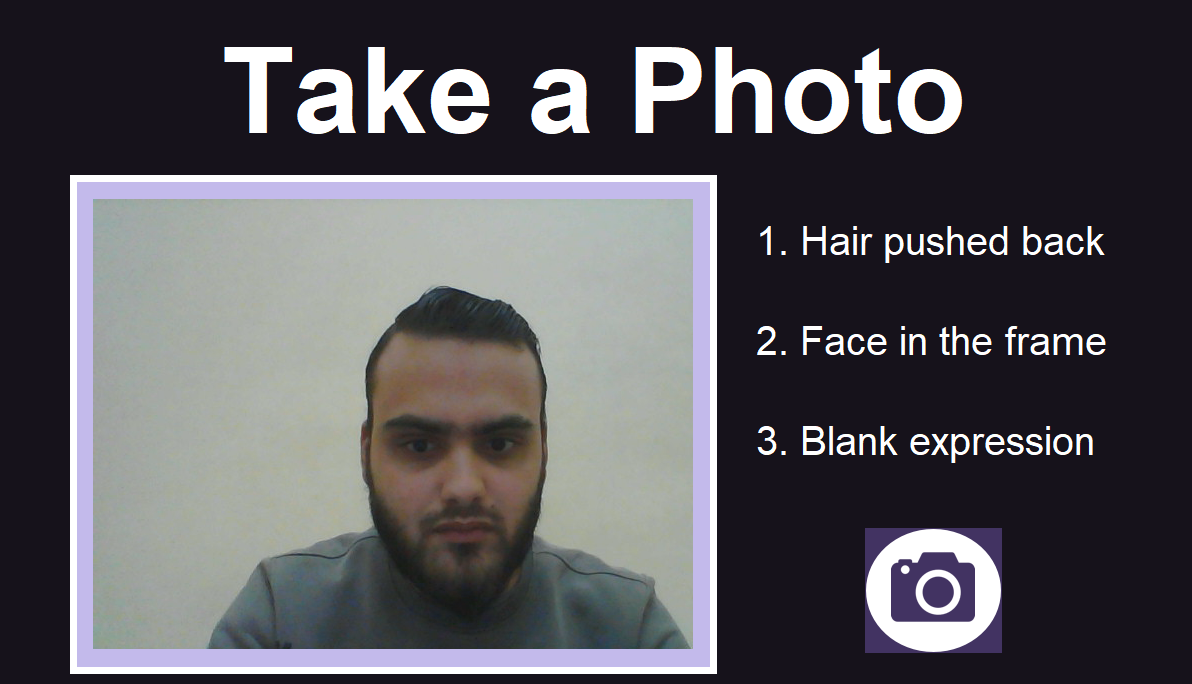 Take a Photo
1. Hair pushed back
2. Face in the frame
3. Blank expression